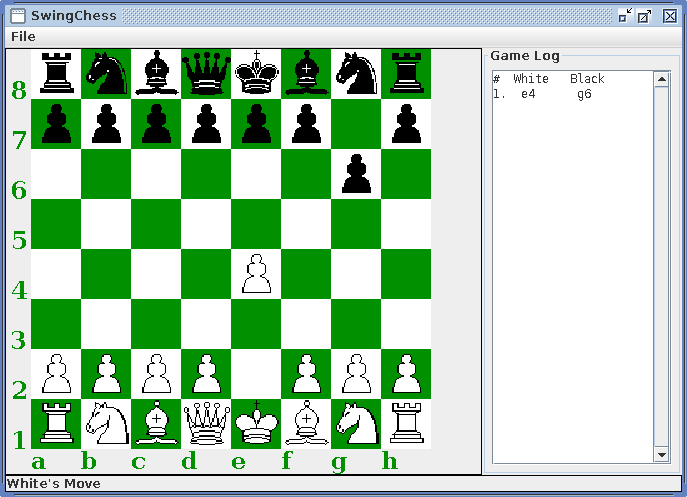 SwingChess
File
8
7
6
5
4
3
2
1
a b c d e f g h
Game Log
# White Black
1. e4 g6
White's Move